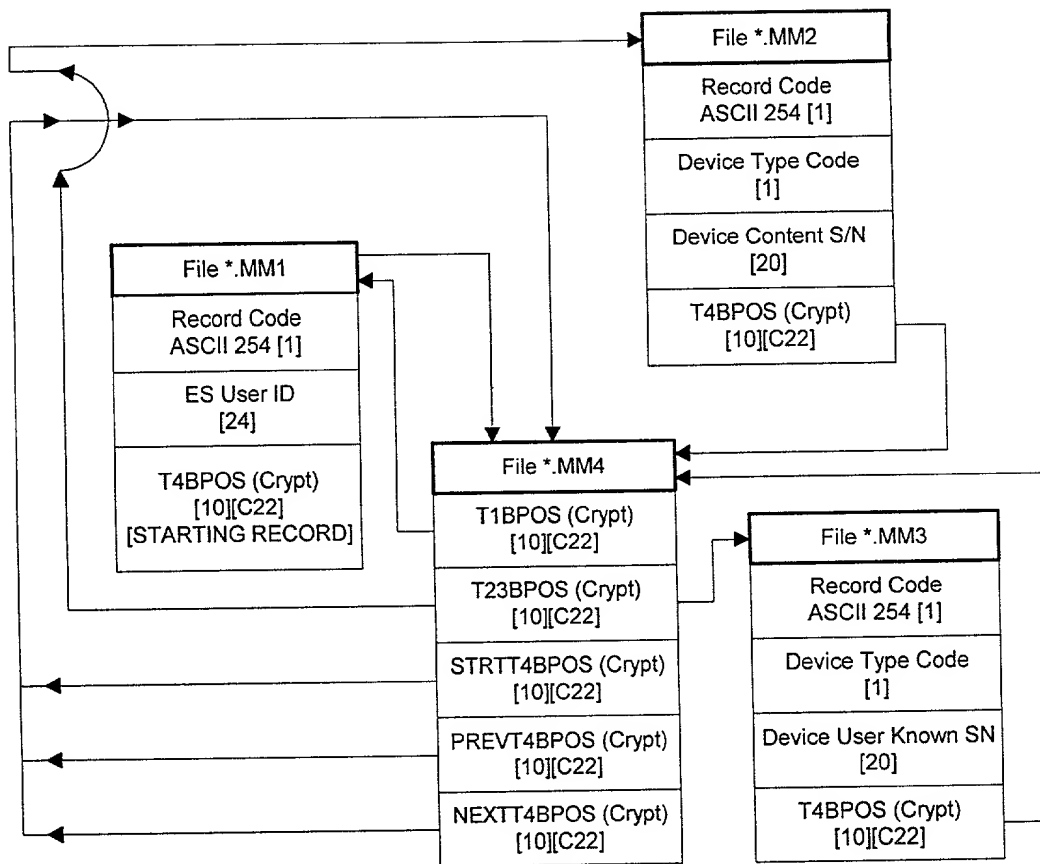 File *.MM2
Record Code
ASCII 254 [1]
Device Type Code
[1]
Device Content S/N
[20]
T4BPOS (Crypt)
[10][C22]
File *.MM1
Record Code
ASCII 254 [1]
ES User ID
[24]
T4BPOS (Crypt)
[10][C22]
[STARTING RECORD]
File *.MM4
T1BPOS (Crypt)
[10][C22]
T23BPOS (Crypt)
[10][C22]
STRTT4BPOS (Crypt)
[10][C22]
PREVT4BPOS (Crypt)
[10][C22]
NEXTT4BPOS (Crypt)
[10][C22]
File *.MM3
Record Code
ASCII 254 [1]
Device Type Code
[1]
Device User Known SN
[20]
T4BPOS (Crypt)
[10][C22]